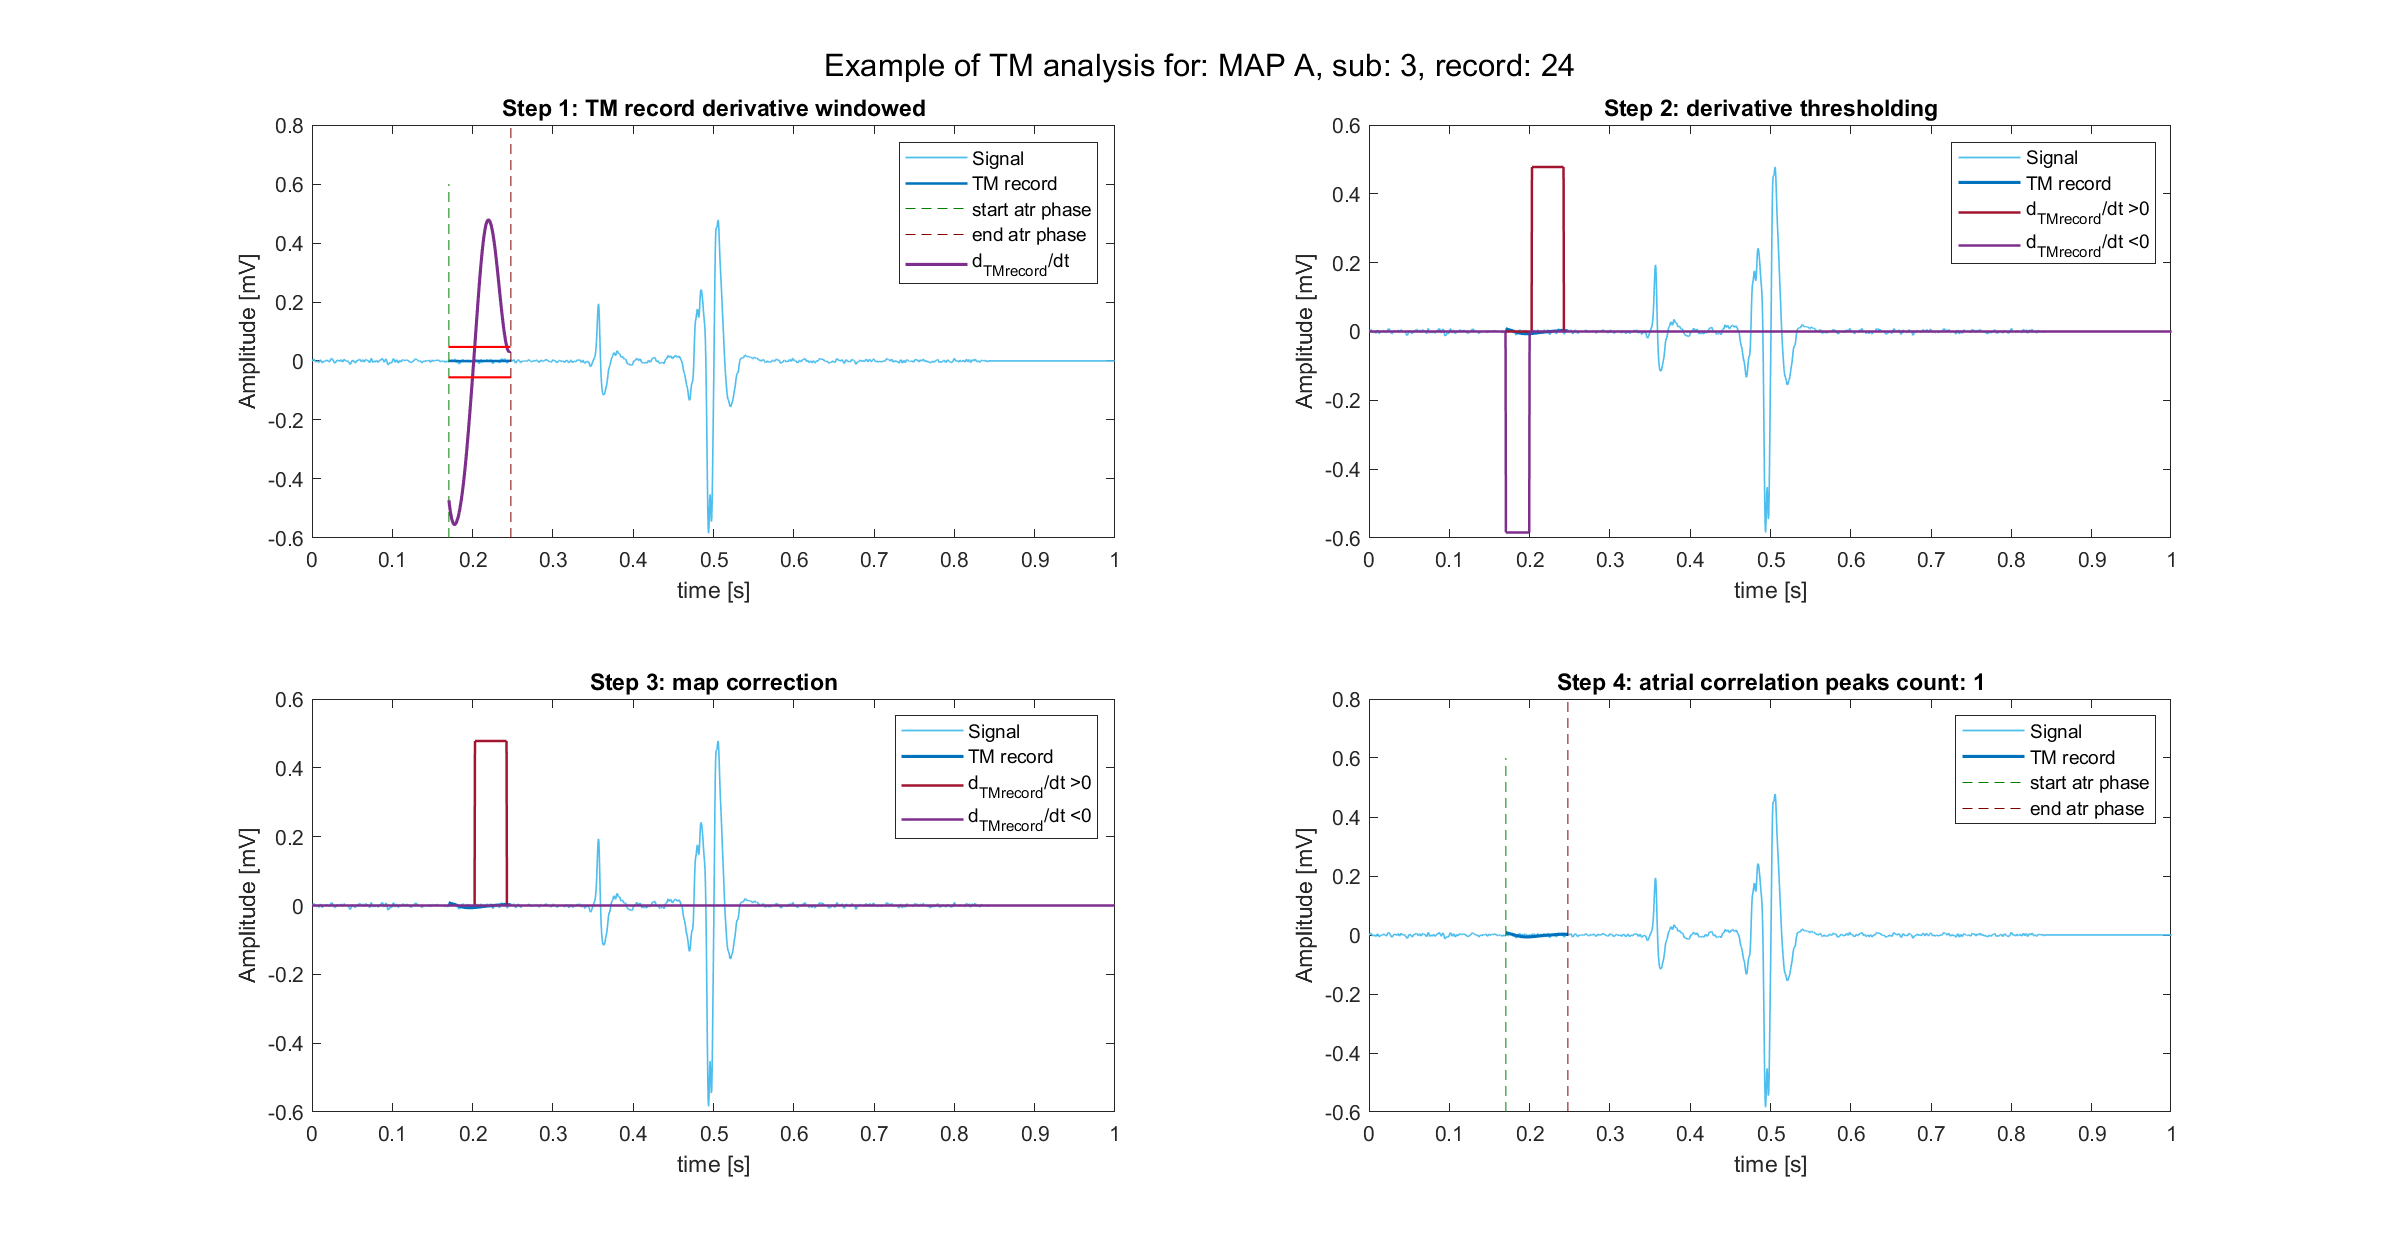 Example of TM analysis for: MAP A, sub: 3, record: 24
Step 1: TM record derivative windowed
0.8
0.6
0.4
0.2
0
-0.2
-0.4
-0.6
Amplitude [mV]
0 0.1 0.2 0.3 0.4 0.5 0.6 0.7 0.8 0.9 1
time [s]
Signal
TM record
start atr phase
end atr phase
dTMrecord/dt
Step 2: derivative thresholding
0.6
0.4
0.2
0
-0.2
-0.4
-0.6
Amplitude [mV]
0 0.1 0.2 0.3 0.4 0.5 0.6 0.7 0.8 0.9 1
time [s]
Signal
TM record
dTMrecord/dt >0
dTMrecord/dt <0
Step 3: map correction
0.6
0.4
0.2
0
-0.2
-0.4
-0.6
Amplitude [mV]
0 0.1 0.2 0.3 0.4 0.5 0.6 0.7 0.8 0.9 1
time [s]
Signal
TM record
dTMrecord/dt >0
dTMrecord/dt <0
Step 4: atrial correlation peaks count: 1
0.8
0.6
0.4
0.2
0
-0.2
-0.4
-0.6
Amplitude [mV]
0 0.1 0.2 0.3 0.4 0.5 0.6 0.7 0.8 0.9 1
time [s]
Signal
TM record
start atr phase
end atr phase